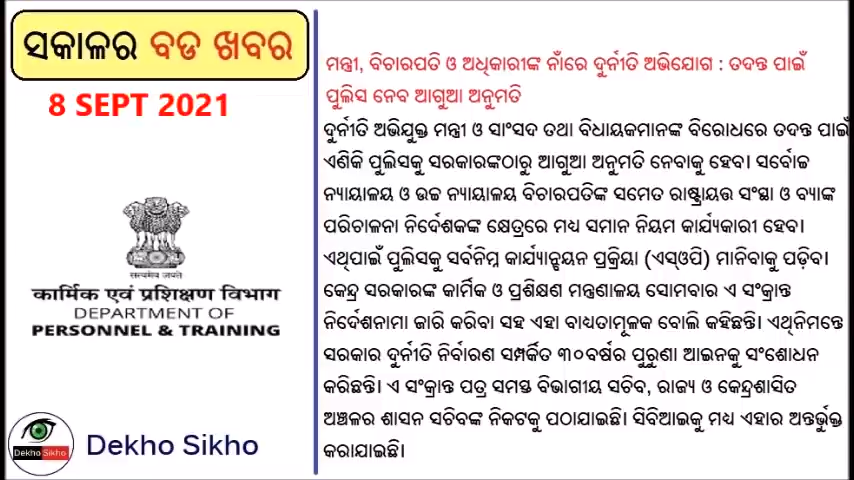 ସକାଳର ବଡ ଖବର
8 SEPT 2021
सत्यमेव जयते
कार्मिक एवं प्रशिक्षण विभाग
DEPARTMENT OF
PERSONNEL & TRAINING
Dekho Sikho
Dekho Sikho
ମନ୍ତ୍ରୀ, ବିଚାରପତି ଓ ଅଧିକାରୀଙ୍କ ନାଁରେ ଦୁର୍ନୀତି ଅଭିଯୋଗ : ତଦନ୍ତ ପାଇଁ
ପୁଲିସ ନେବ ଆଗୁଆ ଅନୁମତି
ଦୁର୍ନୀତି ଅଭିଯୁକ୍ତ ମନ୍ତ୍ରୀ ଓ ସାଂସଦ ତଥା ବିଧାୟକମାନଙ୍କ ବିରୋଧରେ ତଦନ୍ତ ପାଇଁ
ଏଣିକି ପୁଲିସକୁ ସରକାରଙ୍କଠାରୁ ଆଗୁଆ ଅନୁମତି ନେବାକୁ ହେବ। ସର୍ବୋଚ୍ଚ
ନ୍ୟାୟାଳୟ ଓ ଉଚ୍ଚ ନ୍ୟାୟାଳୟ ବିଚାରପତିଙ୍କ ସମେତ ରାଷ୍ଟ୍ରାୟତ୍ତ ସଂସ୍ଥା ଓ ବ୍ୟାଙ୍କ
ପରିଚାଳନା ନିର୍ଦେଶକଙ୍କ କ୍ଷେତ୍ରରେ ମଧ୍ୟ ସମାନ ନିୟମ କାର୍ଯ୍ୟକାରୀ ହେବ।
ଏଥିପାଇଁ ପୁଲିସକୁ ସର୍ବନିମ୍ନ କାର୍ଯ୍ୟାନ୍ବୟନ ପ୍ରକ୍ରିୟା (ଏସ୍ଓପି) ମାନିବାକୁ ପଡ଼ିବ।
କେନ୍ଦ୍ର ସରକାରଙ୍କ କାର୍ମିକ ଓ ପ୍ରଶିକ୍ଷଣ ମନ୍ତ୍ରଣାଳୟ ସୋମବାର ଏ ସଂକ୍ରାନ୍ତ
ନିର୍ଦେଶନାମା ଜାରି କରିବା ସହ ଏହା ବାଧ୍ୟତାମୂଳକ ବୋଲି କହିଛନ୍ତି। ଏଥିନିମନ୍ତେ
ସରକାର ଦୁର୍ନୀତି ନିର୍ବାରଣ ସମ୍ପର୍କିତ ୩୦ବର୍ଷର ପୁରୁଣା ଆଇନକୁ ସଂଶୋଧନ
କରିଛନ୍ତି। ଏ ସଂକ୍ରାନ୍ତ ପତ୍ର ସମସ୍ତ ବିଭାଗୀୟ ସଚିବ, ରାଜ୍ୟ ଓ କେନ୍ଦ୍ରଶାସିତ
ଅଞ୍ଚଳର ଶାସନ ସଚିବଙ୍କ ନିକଟକୁ ପଠାଯାଇଛି। ସିବିଆଇକୁ ମଧ୍ୟ ଏହାର ଅନ୍ତର୍ଭୁକ୍ତ
କରାଯାଇଛି।